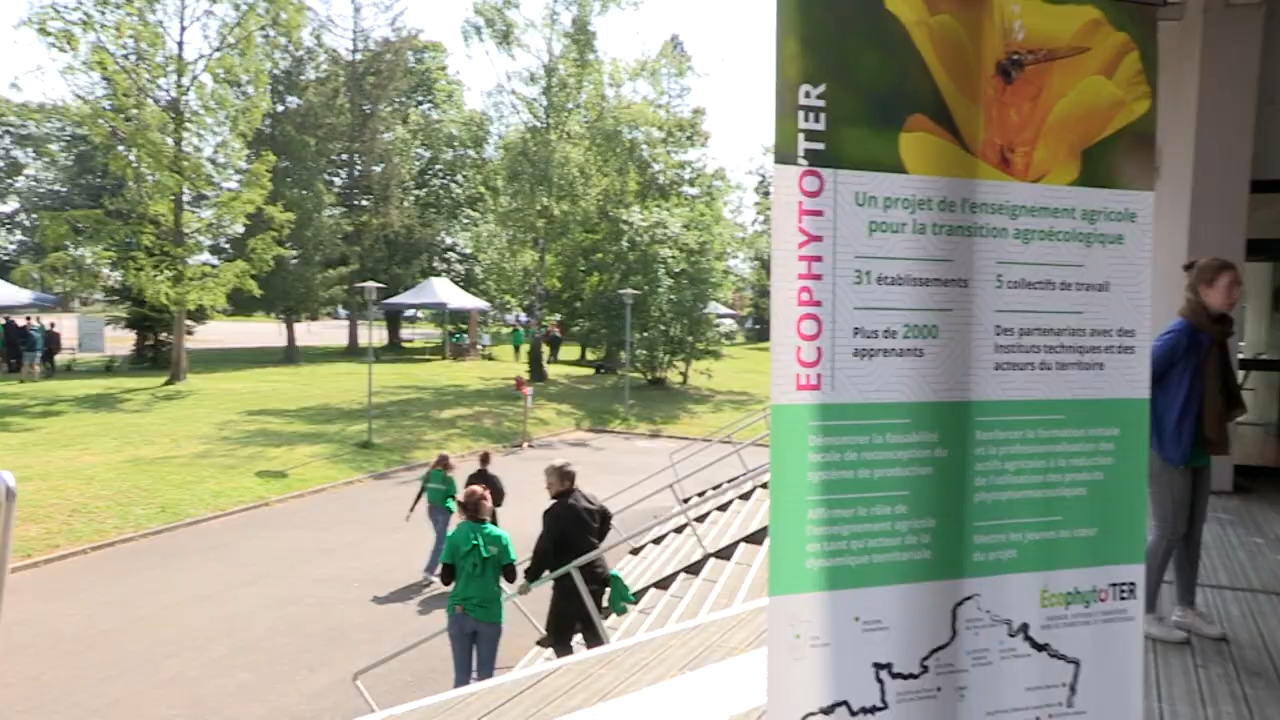 ECOPHYTO'TER
Un projet de l'enseignement agricole
pour la transition agroécologique
31 établissements
5 collectifs de travail
Plus de 2000
apprenants
Des partenariats avec des
instituts techniques et des
acteurs du territoire
Démontrer la faisabilité
locale de reconception du
système de production
Renforcer la formation initiale
et la professionnalisation des
actifs agricoles à la réduction
de l'utilisation des produits
phytopharmaceutiques
Affirmer le rôle de
l'enseignement agricole
en tant qu'acteur de la
dynamique territoriale
Mettre les jeunes au cœur
du projet
Écophyto'TER